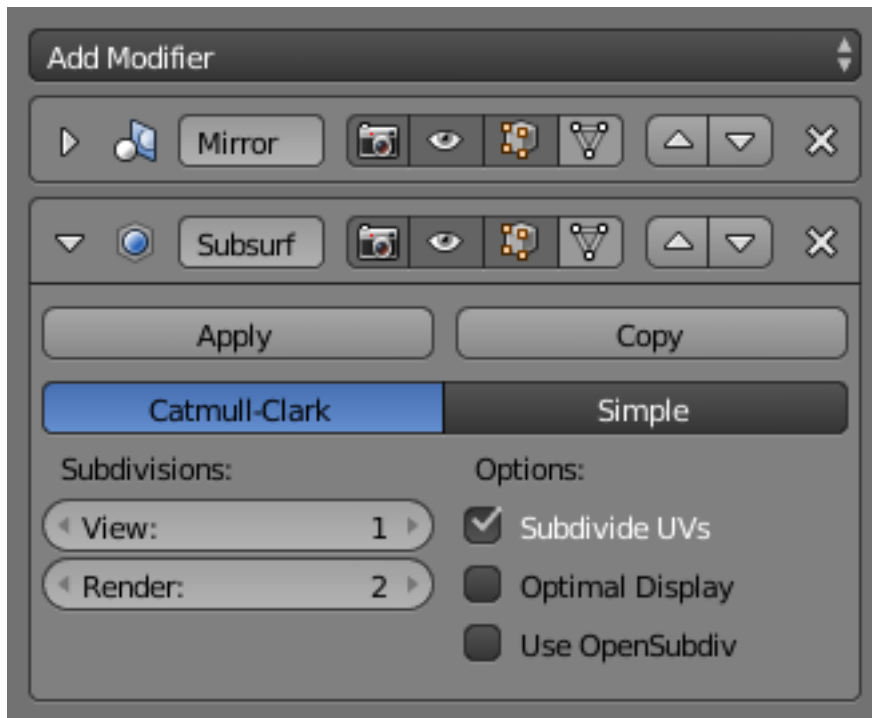 Add Modifier
Mirror
Subsurf
Apply Copy
Catmull-Clark Simple
Subdivisions: Options:
View: 1 Subdivide UVs
Render: 2 Optimal Display
Use OpenSubdiv